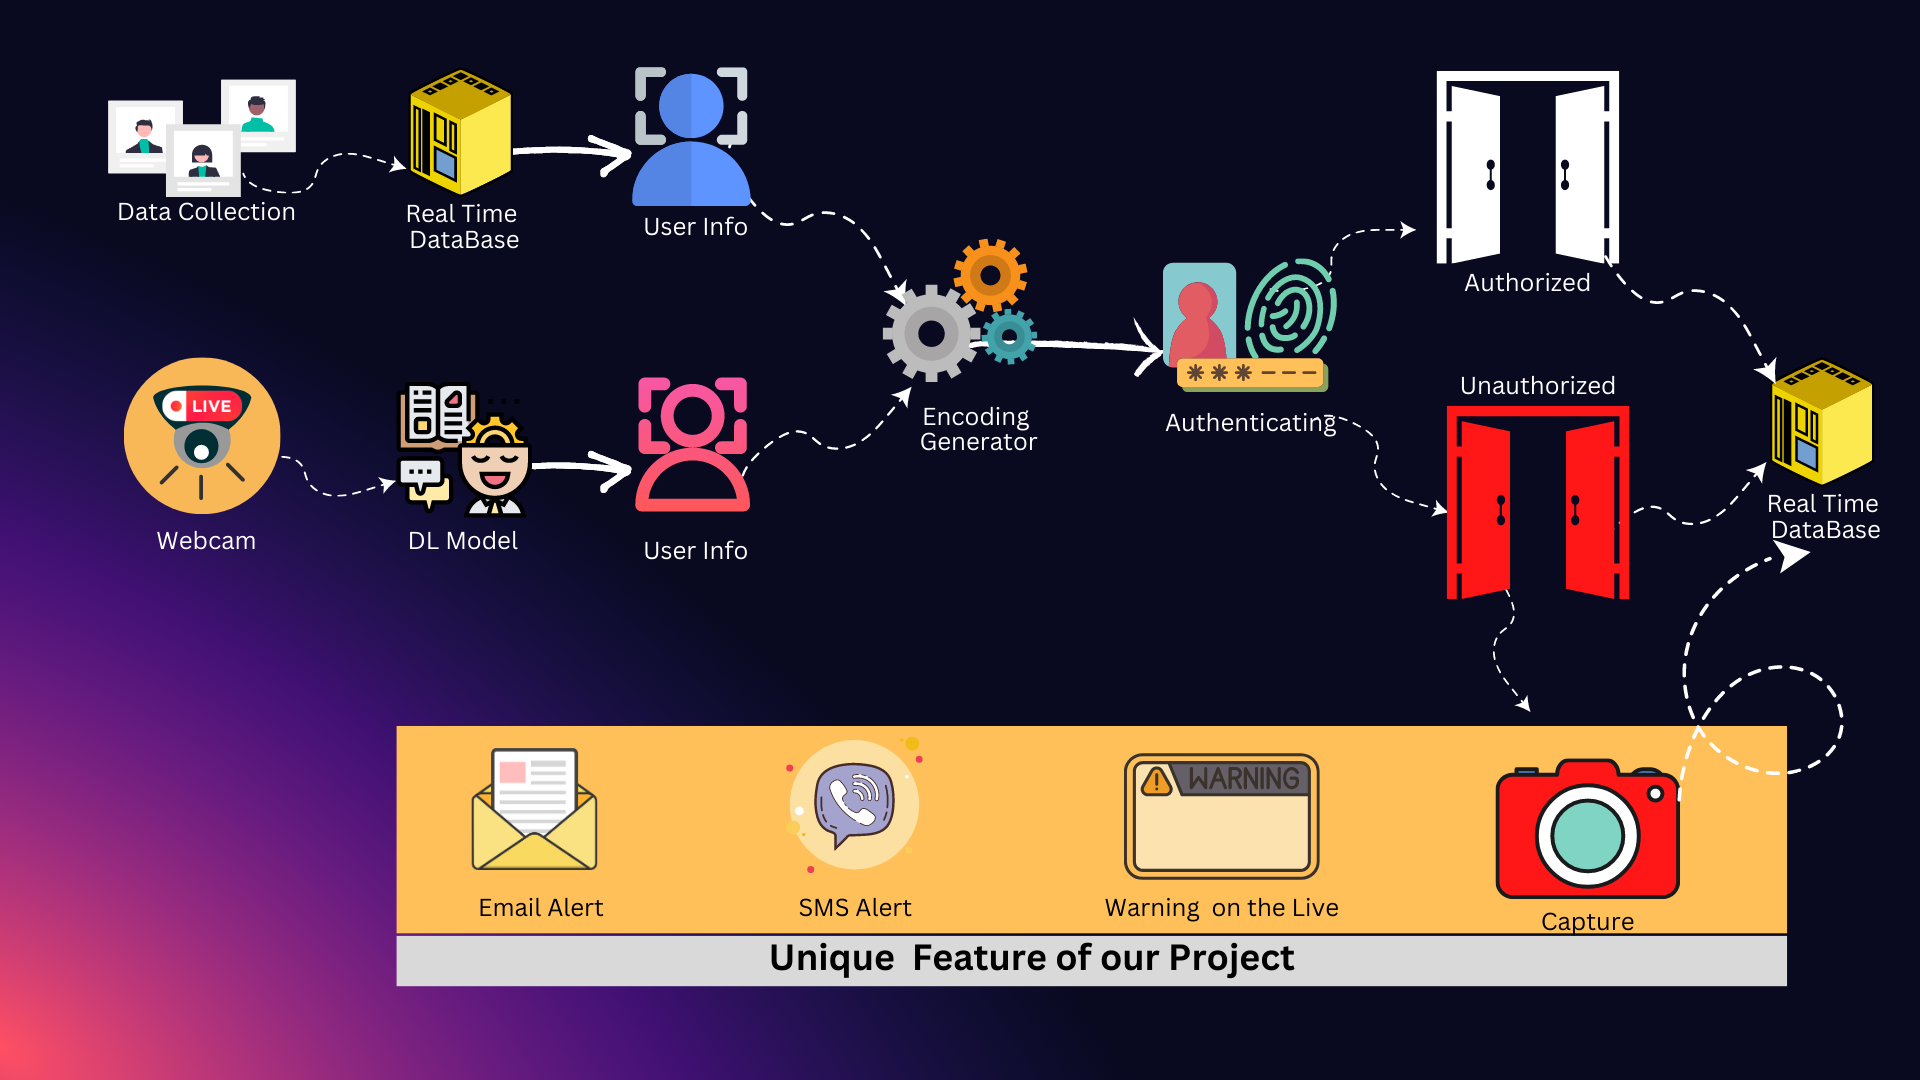 Data Collection
Real Time
DataBase
User Info
Authorized
LIVE
Webcam
DL Model
User Info
Encoding
Generator
Authenticating
Unauthorized
Real Time
DataBase
Email Alert
SMS Alert
WARNING
Warning on the Live
Capture
Unique Feature of our Project